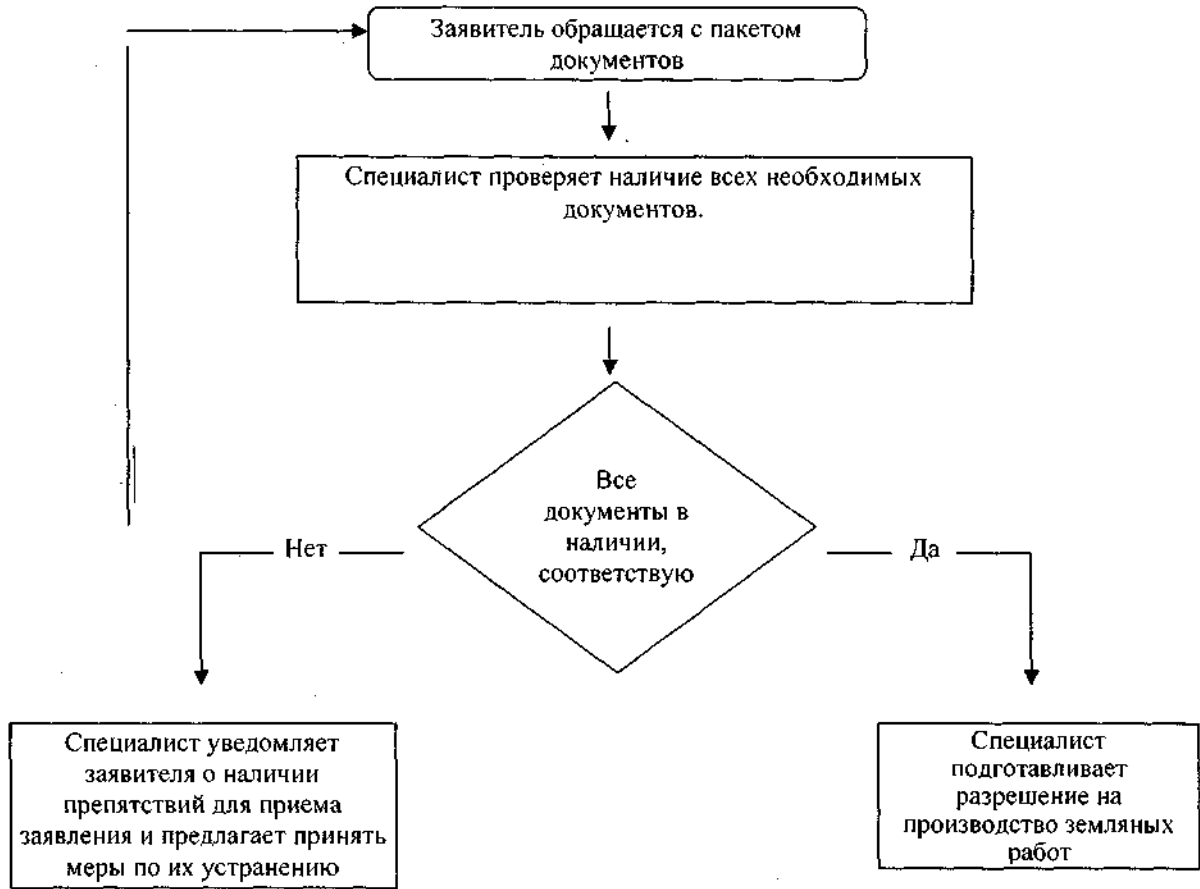 Заявитель обращается с пакетом
документов
Специалист проверяет наличие всех необходимых
документов.
Все
документы в
наличии,
соответствую
Нет
Да
Специалист уведомляет
заявителя о наличии
препятствий для приема
заявления и предлагает принять
меры по их устранению
Специалист
подготавливает
разрешение на
производство земляных
работ